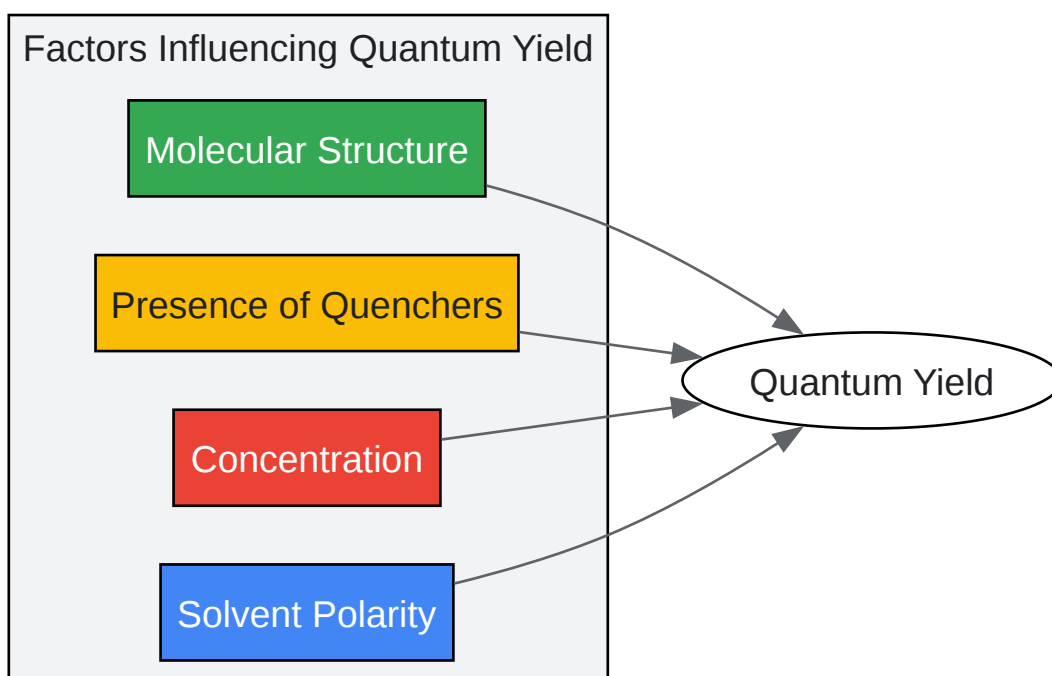 Factors Influencing Quantum Yield
Molecular Structure
Presence of Quenchers
Quantum Yield
Concentration
Solvent Polarity